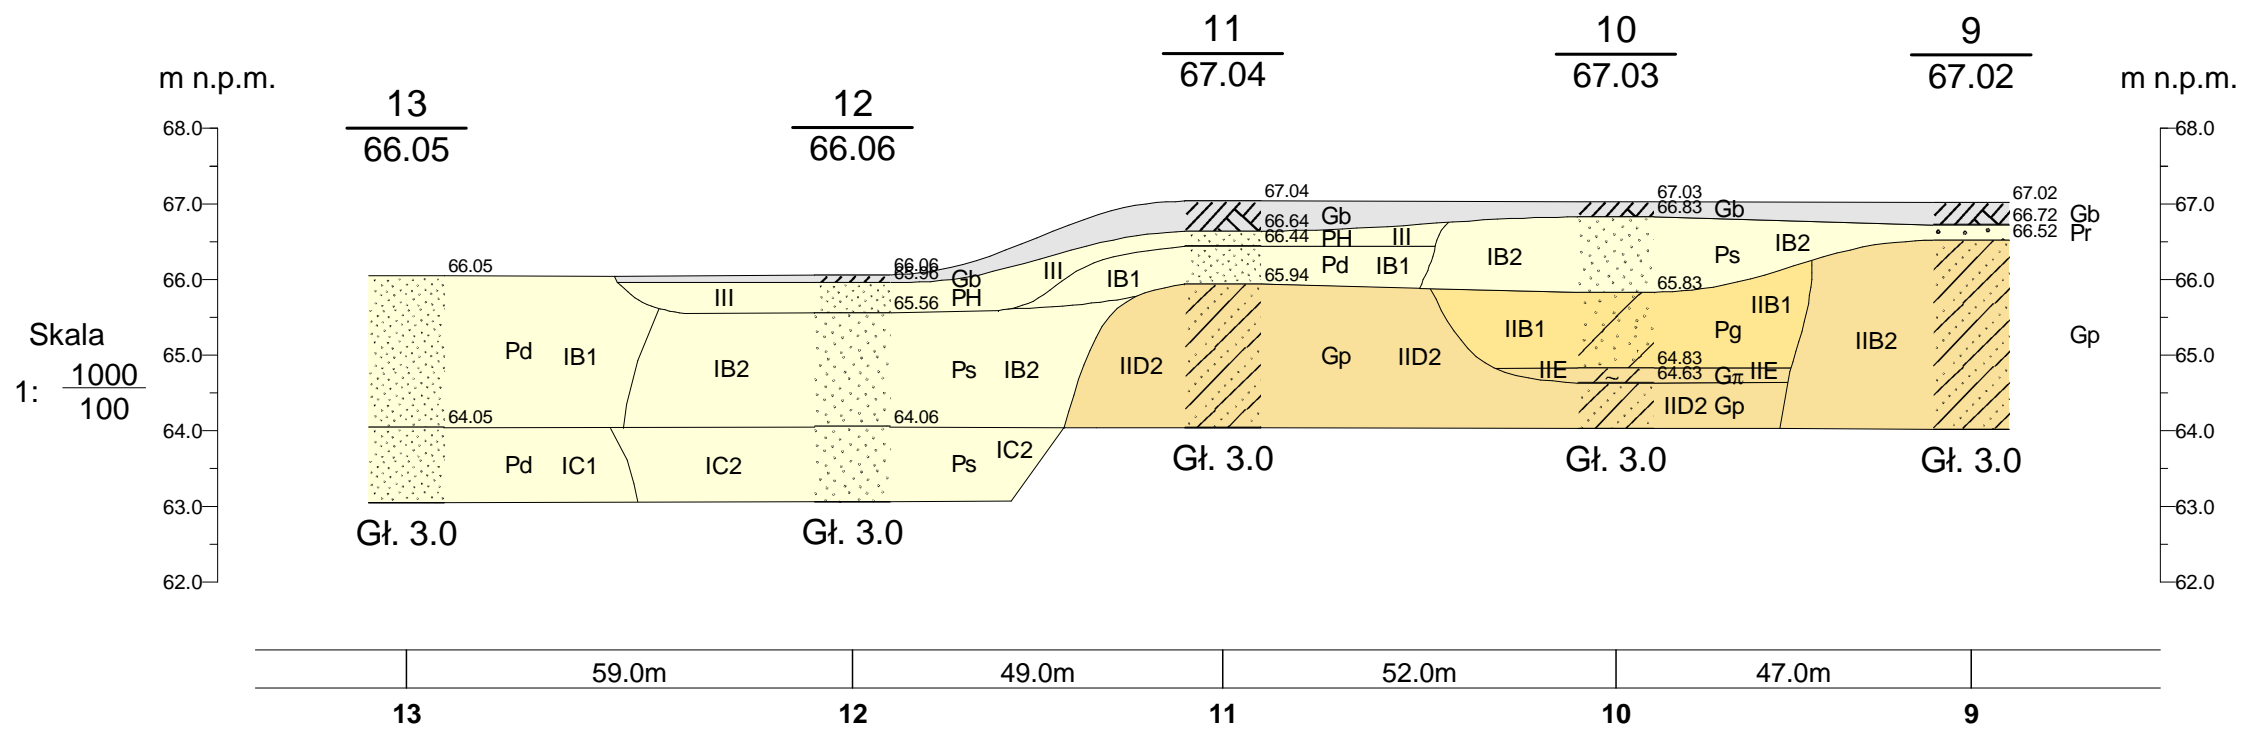 11
67.04
10
67.03
9
67.02
m n.p.m.
m n.p.m.
13
66.05
12
66.06
68.0
68.0
67.0
67.0
66.0
66.0
65.0
65.0
64.0
64.0
63.0
63.0
62.0
62.0
Skala
1: 1000
100
66.05
Pd IB1
64.05
Pd IC1
Gł. 3.0
III
IB2
IC2
66.06
65.96 Gb
65.56 PH
Ps IB2
64.06
Ps IC2
Gł. 3.0
III
IB1
IID2
67.04
66.64 Gb
66.44 PH III
Pd IB1
65.94
Gp IID2
Gł. 3.0
IB2
IIB1
IIE
67.03
66.83 Gb
Ps IB2
65.83
IIB1
Pg
64.83
64.63 Gπ IIE
IID2 Gp
~
Gł. 3.0
IIB2
67.02
66.72 Gb
66.52 Pr
Gp
Gł. 3.0
59.0m 49.0m 52.0m 47.0m
13 12 11 10 9